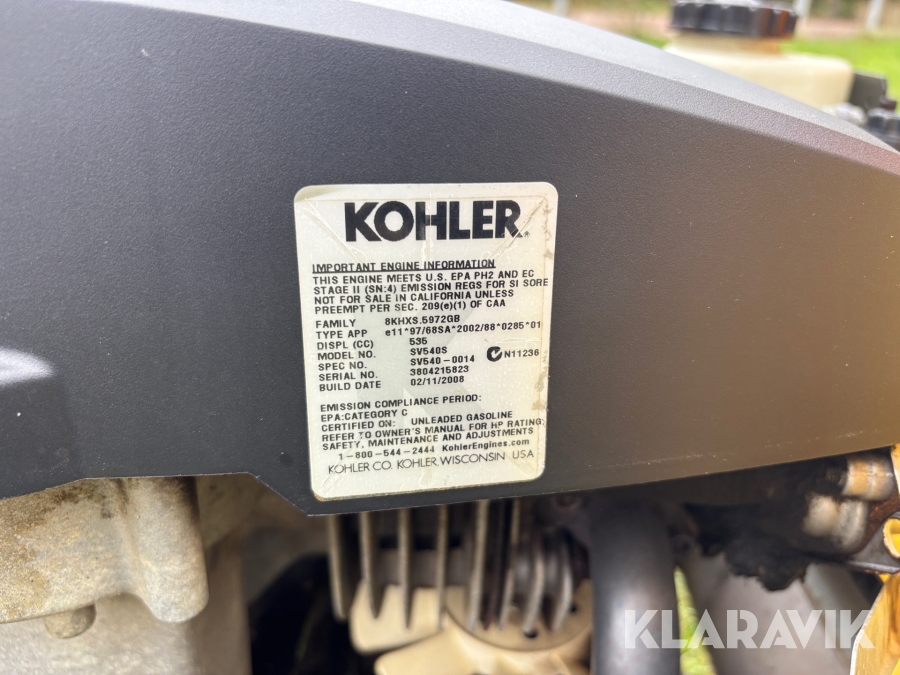 KOHLER.
IMPORTANT ENGINE INFORMATION
THIS ENGINE MEETS U.S. EPA PH2 AND EC
STAGE II (SN:4) EMISSION REGS FOR SI SORE
NOT FOR SALE IN CALIFORNIA UNLESS
PREEMPT PER SEC. 209(e)(1) OF CAA
FAMILY 8KHXS.5972GB
TYPE APP e11*97/68SA*2002/88*0285*01
DISPL (CC) 535
MODEL NO. SV540S
SPEC NO. SV540-0014 N11236
SERIAL NO. 3804215823
BUILD DATE 02/11/2008
EMISSION COMPLIANCE PERIOD:
EPA:CATEGORY C
CERTIFIED ON: UNLEADED GASOLINE
REFER TO OWNER'S MANUAL FOR HP RATING,
SAFETY, MAINTENANCE AND ADJUSTMENTS
1-800-544-2444 KohlerEngines.com
KOHLER CO. KOHLER WISCONSIN USA
KLARAVIK